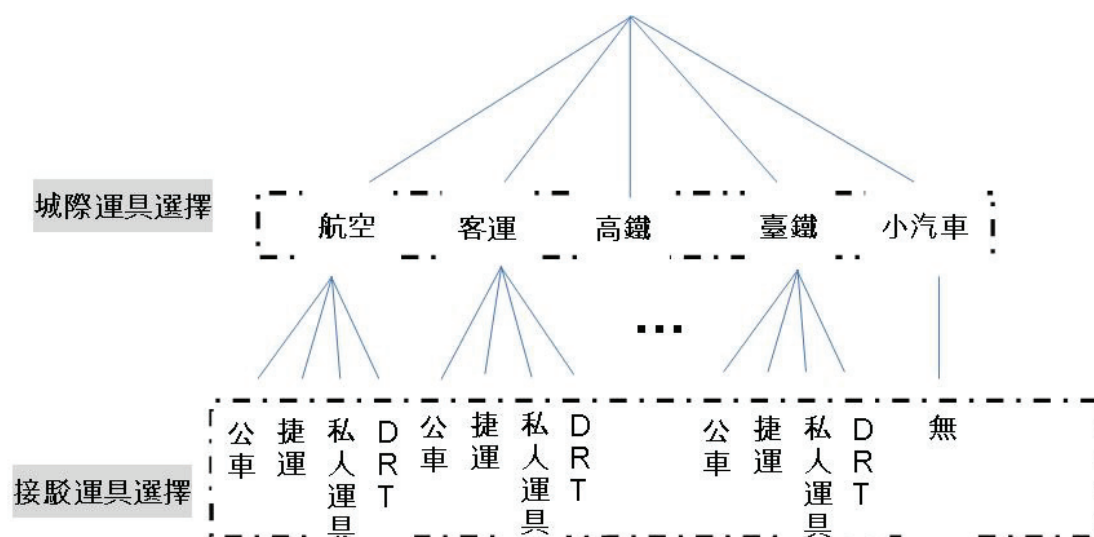 城際運具選擇
航空
客運
高鐵
臺鐵
小汽車
...
接駁運具選擇
公車
捷運
私人運具
DRT
公車
捷運
私人運具
DRT
公車
捷運
私人運具
DRT
無